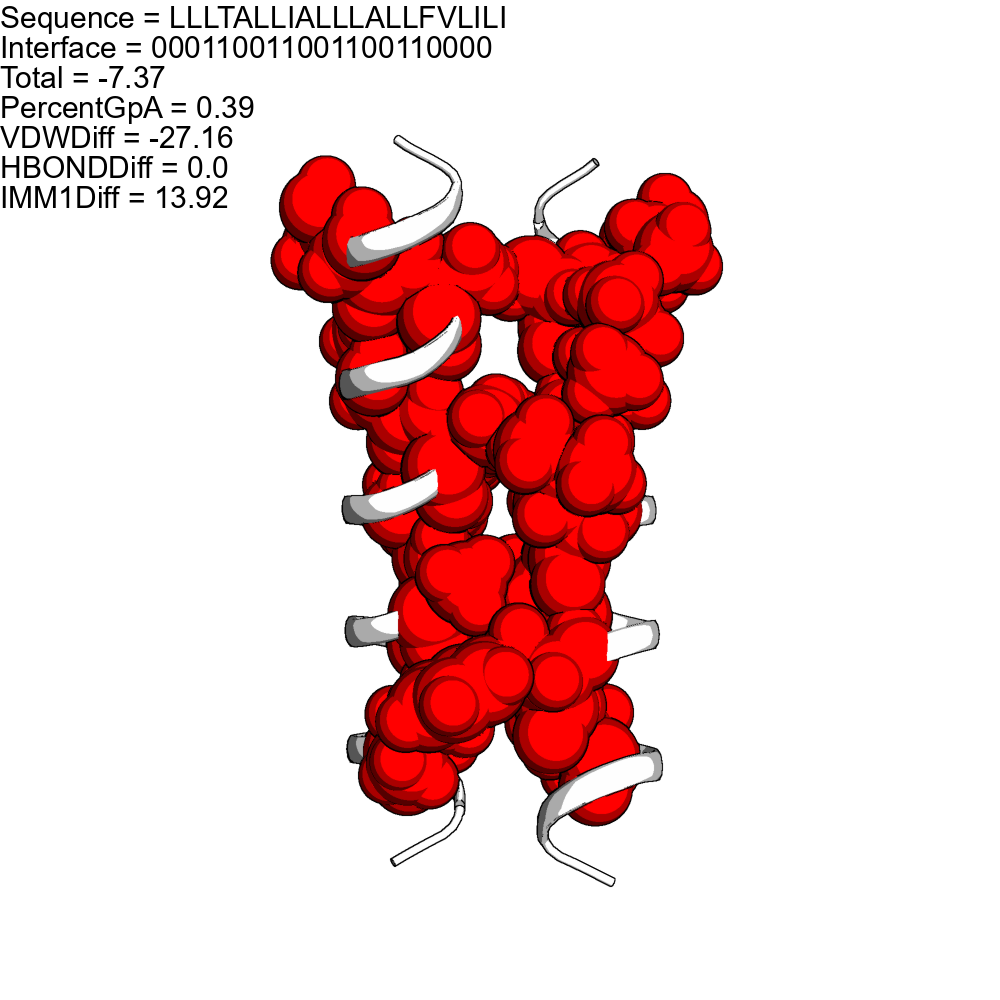 Sequence = LLLTALLIALLLALLFVLILI
Interface = 000110011001100110000
Total = -7.37
PercentGpA = 0.39
VDWDiff = -27.16
HBONDDiff = 0.0
IMM1Diff = 13.92